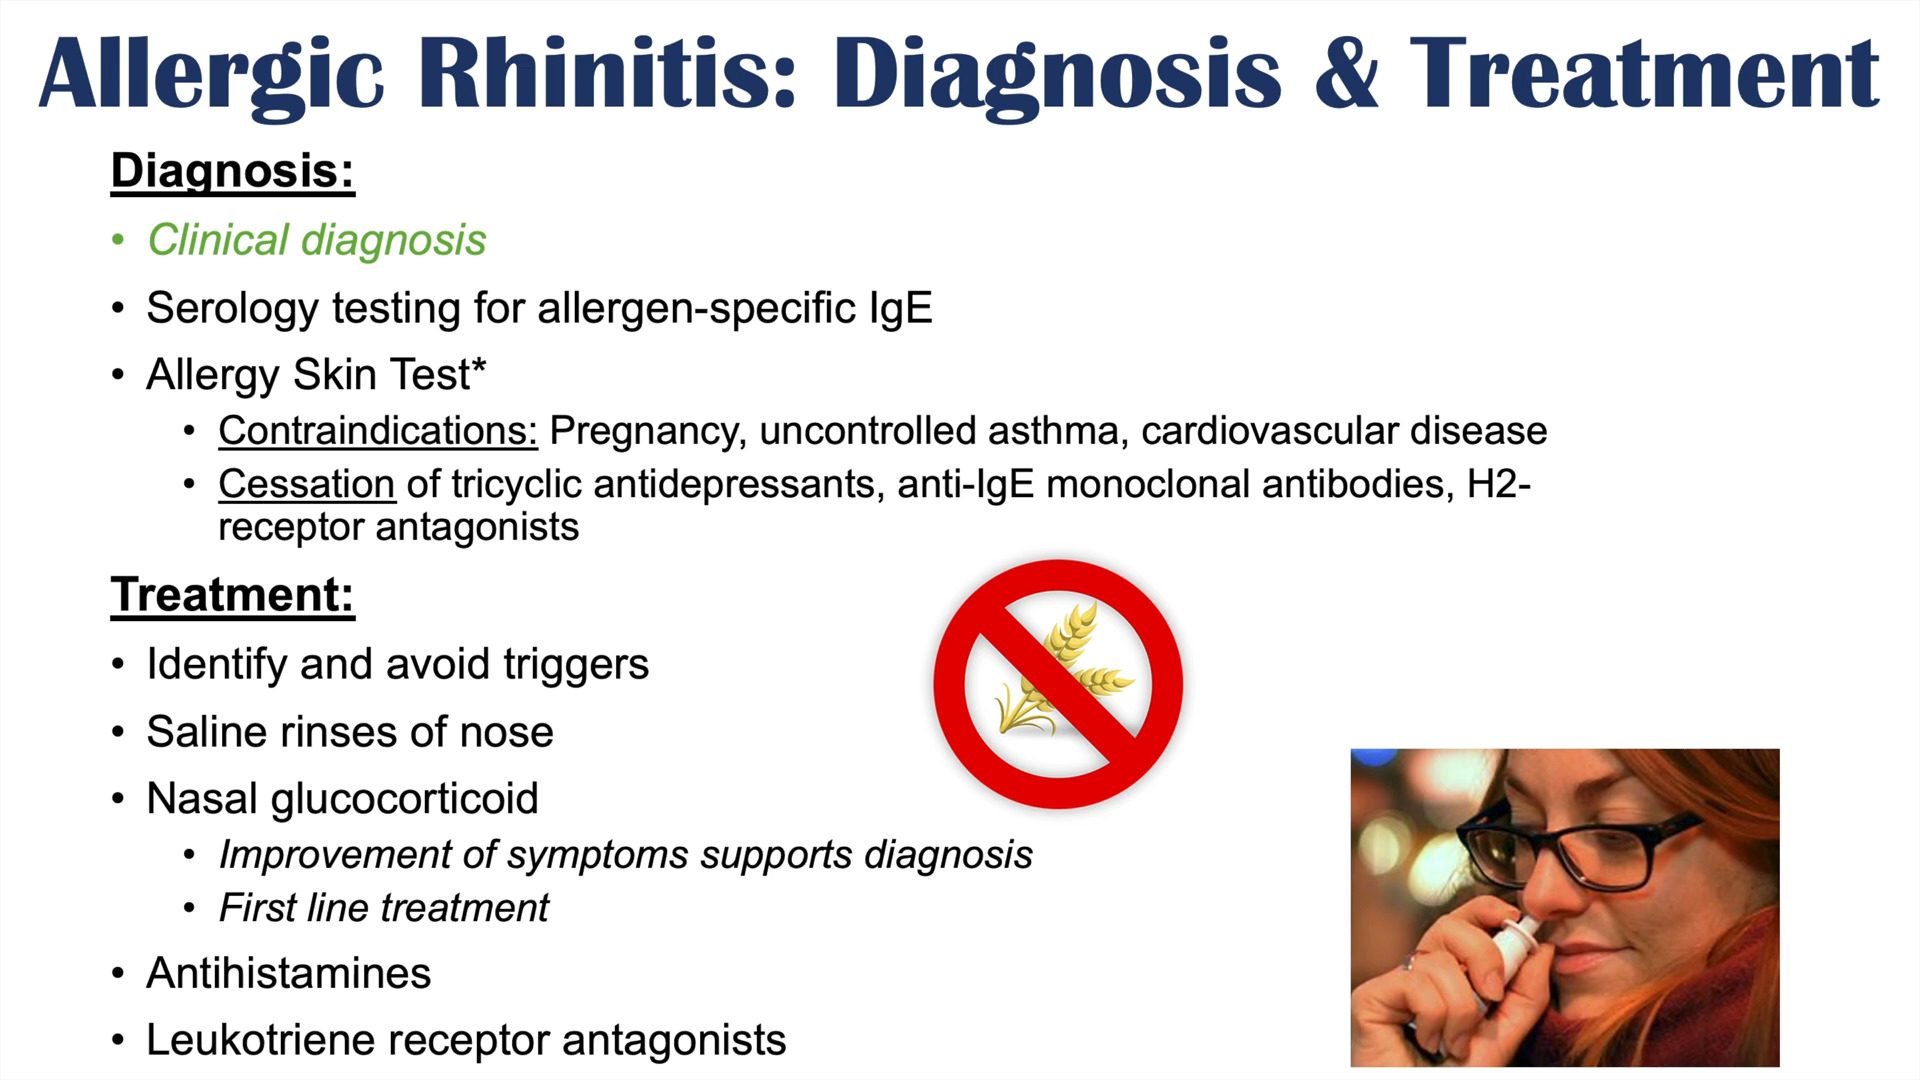 Allergic Rhinitis: Diagnosis & Treatment
Diagnosis:
• Clinical diagnosis
• Serology testing for allergen-specific IgE
• Allergy Skin Test*
• Contraindications: Pregnancy, uncontrolled asthma, cardiovascular disease
• Cessation of tricyclic antidepressants, anti-IgE monoclonal antibodies, H2-
receptor antagonists
Treatment:
• Identify and avoid triggers
• Saline rinses of nose
• Nasal glucocorticoid
• Improvement of symptoms supports diagnosis
• First line treatment
• Antihistamines
• Leukotriene receptor antagonists